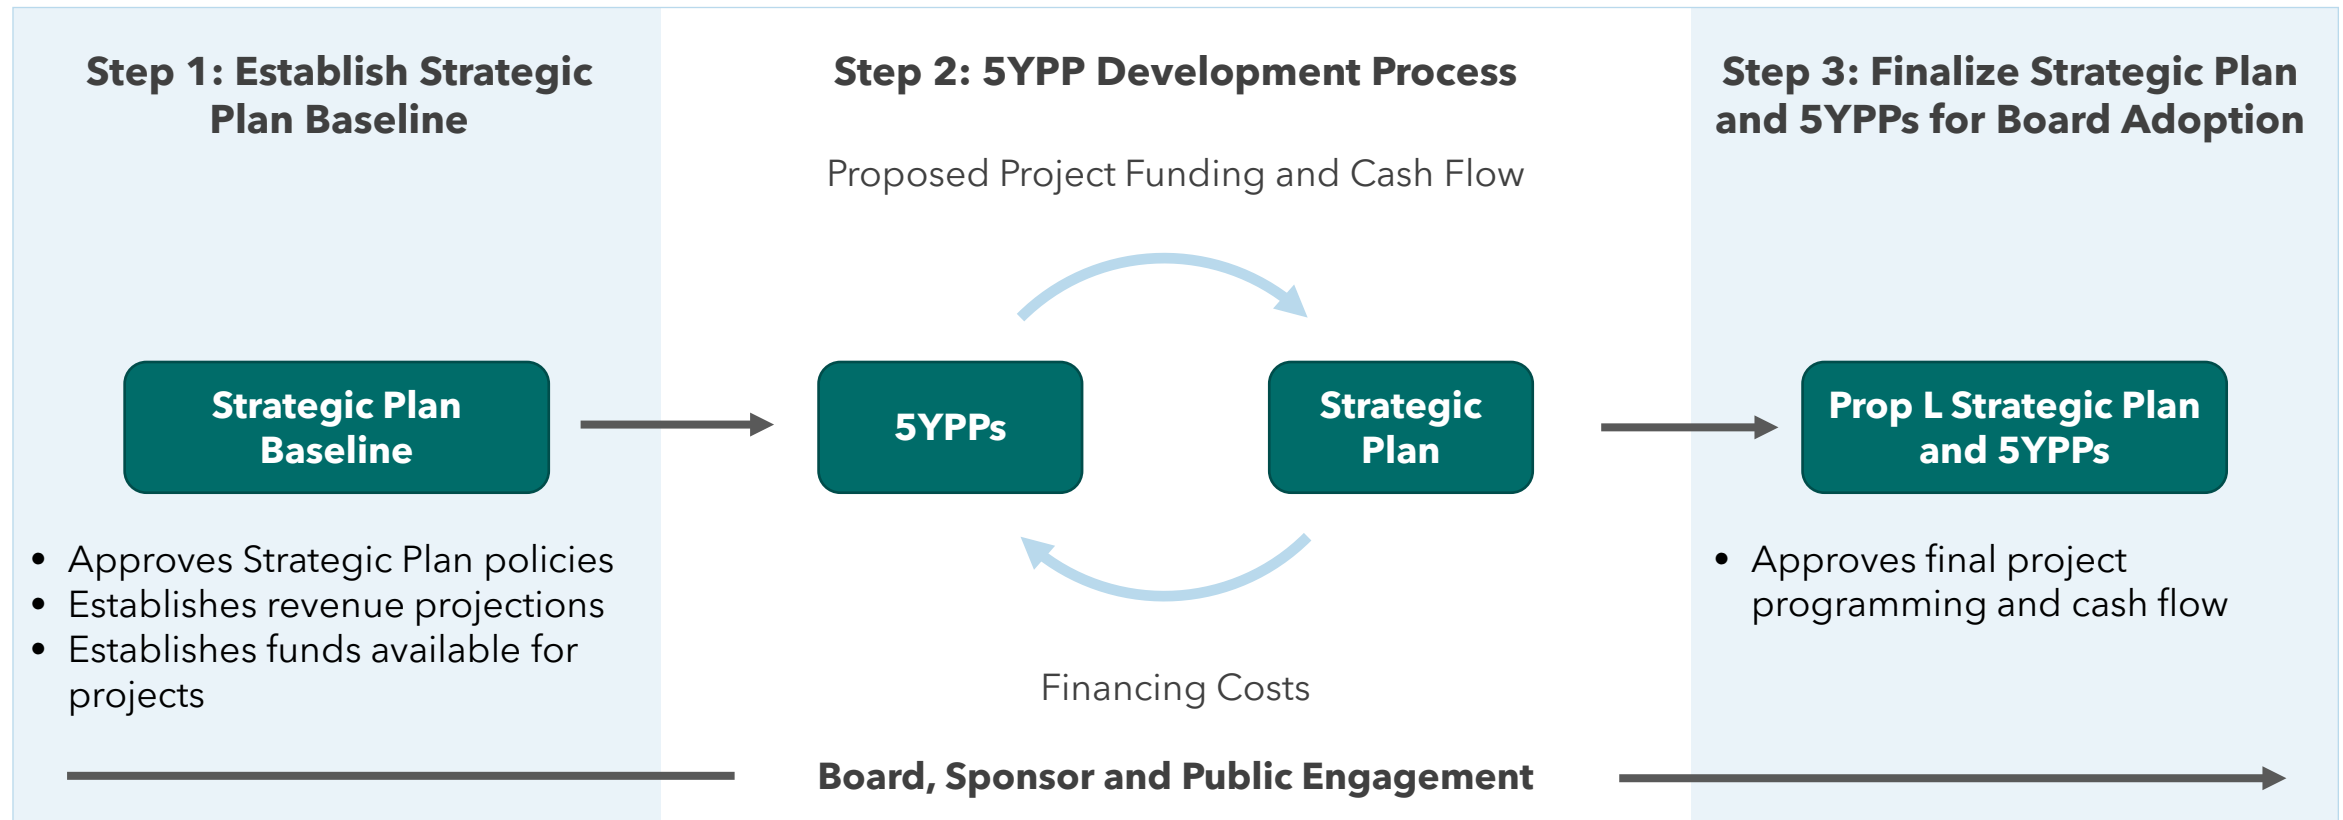 Step 1: Establish Strategic
Plan Baseline
Strategic Plan
Baseline
• Approves Strategic Plan policies
• Establishes revenue projections
• Establishes funds available for
projects
Step 2: 5YPP Development Process
Proposed Project Funding and Cash Flow
5YPPs
Strategic
Plan
Financing Costs
Step 3: Finalize Strategic Plan
and 5YPPs for Board Adoption
Prop L Strategic Plan
and 5YPPs
• Approves final project
programming and cash flow
Board, Sponsor and Public Engagement